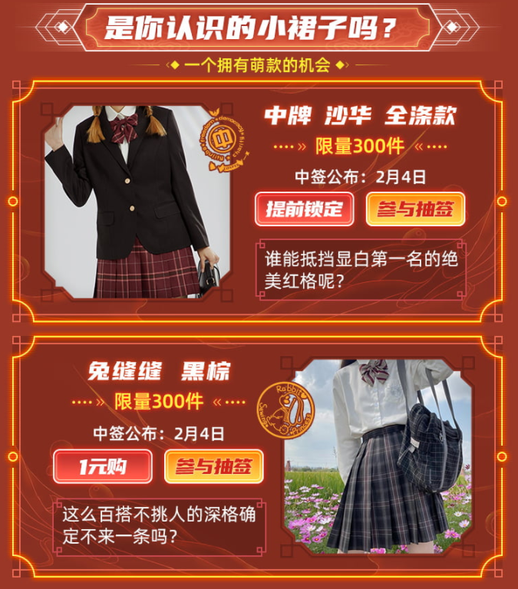 是你认识的小裙子吗？
一个拥有萌款的机会
中牌 沙华 全涤款
限量300件
中签公布：2月4日
提前锁定 参与抽签
谁能抵挡显白第一名的绝
美红格呢？
兔缝缝 黑棕
限量300件
中签公布：2月4日
1元购 参与抽签
这么百搭不挑人的深格确
定不来一条吗？
Rabbit